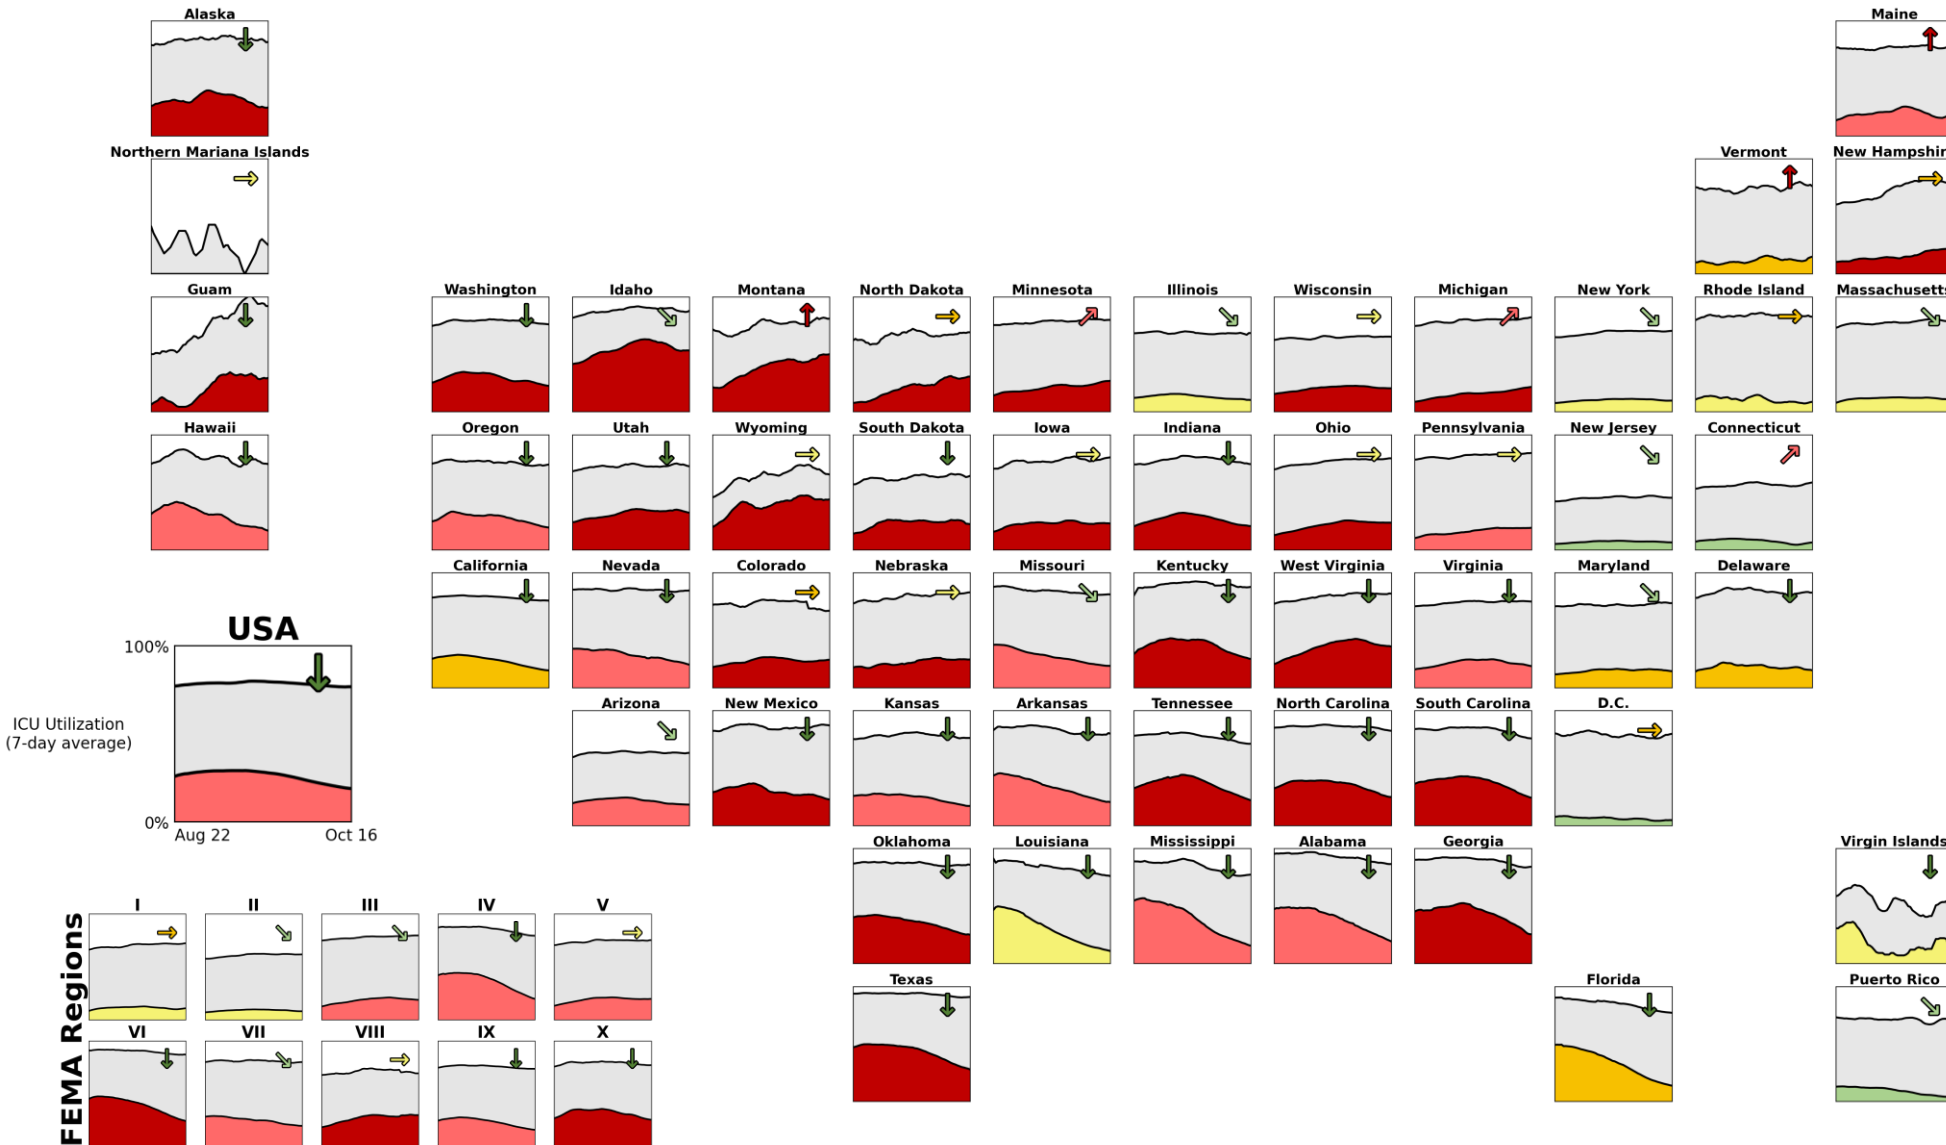 Alaska
Maine
Northern Mariana Islands
Vermont
New Hampshir
Guam
Washington
Idaho
Montana
North Dakota
Minnesota
Illinois
Wisconsin
Michigan
New York
Rhode Island
Massachusetts
Hawaii
Oregon
Utah
Wyoming
South Dakota
Iowa
Indiana
Ohio
Pennsylvania
New Jersey
Connecticut
California
Nevada
Colorado
Nebraska
Missouri
Kentucky
West Virginia
Virginia
Maryland
Delaware
USA
100%
ICU Utilization
(7-day average)
0%
Aug 22
Oct 16
Arizona
New Mexico
Kansas
Arkansas
Tennessee
North Carolina
South Carolina
D.C.
Oklahoma
Louisiana
Mississippi
Alabama
Georgia
Virgin Islands
Texas
Florida
Puerto Rico
FEMA Regions
I
II
III
IV
V
VI
VII
VIII
IX
X